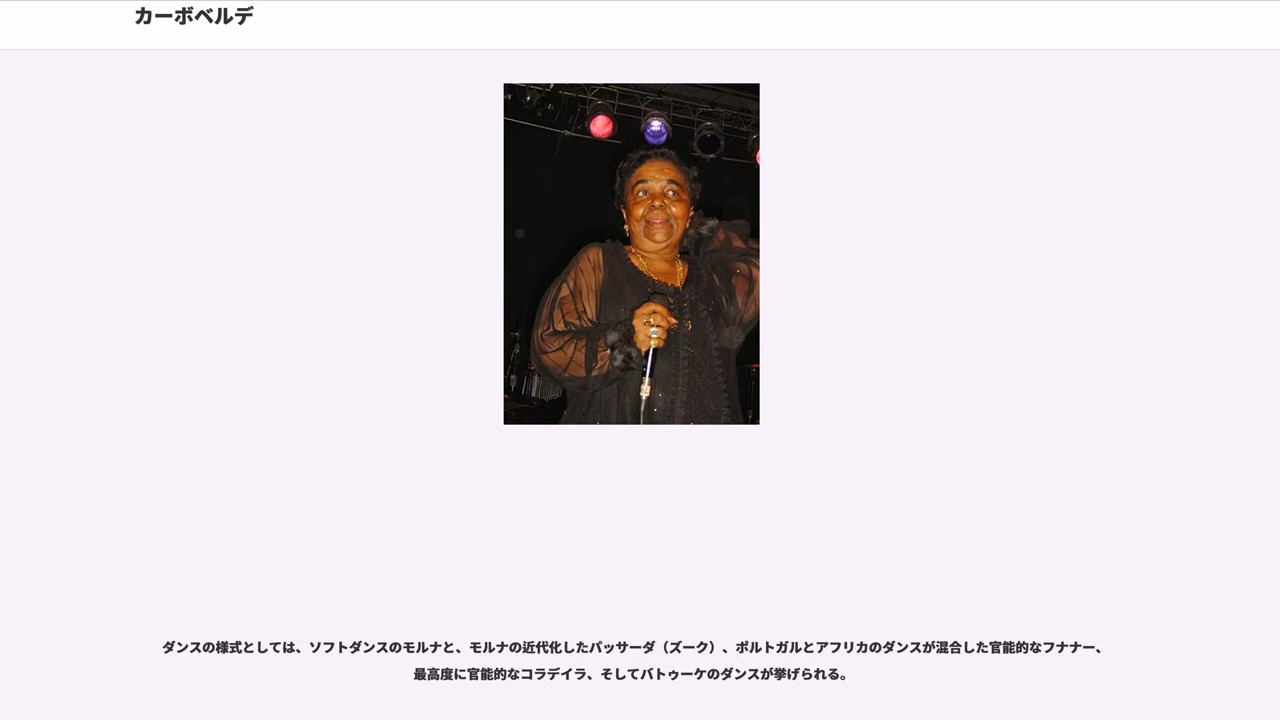 カーボベルデ
ダンスの様式としては、ソフトダンスのモルナと、モルナの近代化したパッサーダ（ズーク）、ポルトガルとアフリカのダンスが混合した官能的なフナナー、
最高度に官能的なコラデイラ、そしてバトゥーケのダンスが挙げられる。